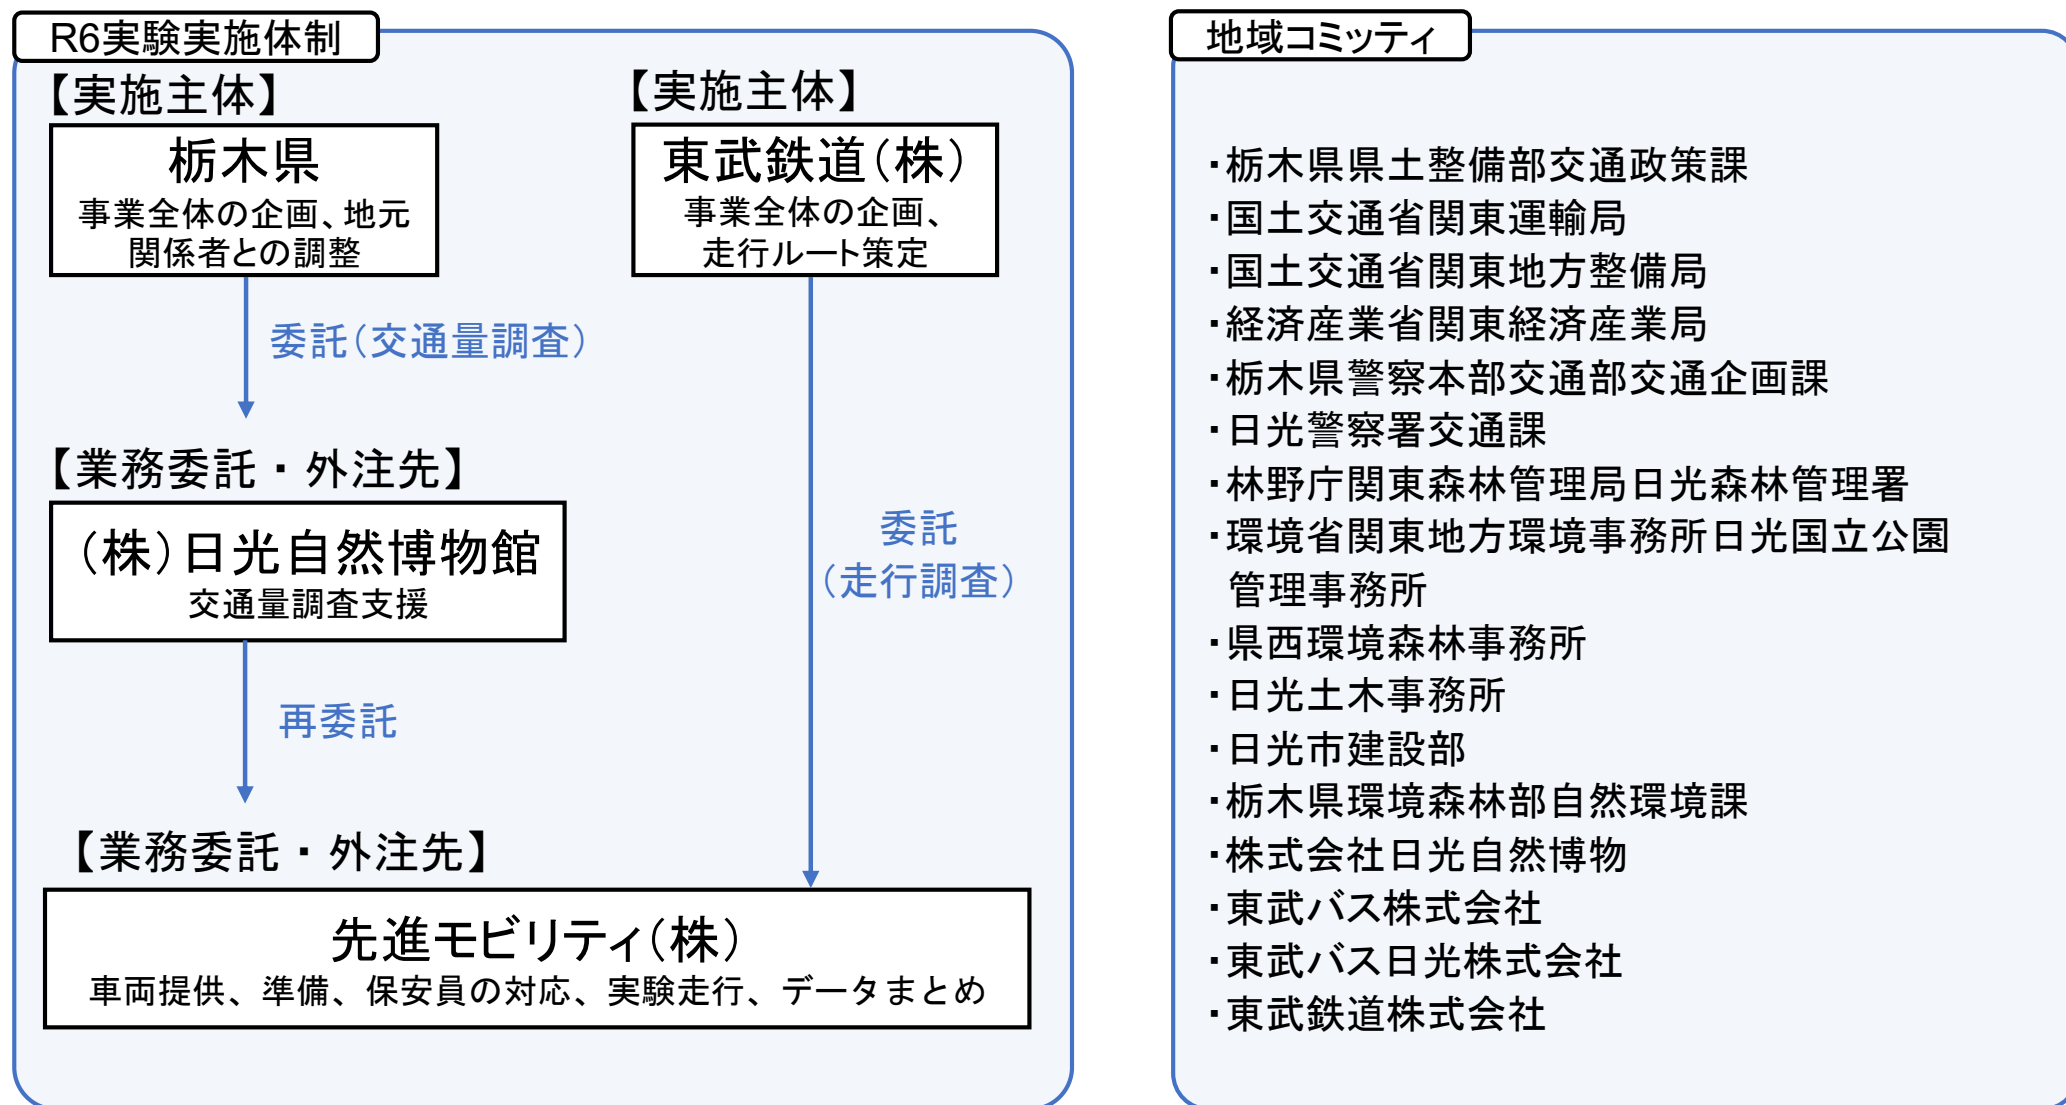 R6実験実施体制
【実施主体】
栃木県
事業全体の企画、地元
関係者との調整
委託(交通量調査)
【業務委託・外注先】
(株)日光自然博物館
交通量調査支援
再委託
【実施主体】
東武鉄道(株)
事業全体の企画、
走行ルート策定
委託
(走行調査)
【業務委託・外注先】
先進モビリティ(株)
車両提供、準備、保安員の対応、実験走行、データまとめ
地域コミッティ
・栃木県県土整備部交通政策課
・国土交通省関東運輸局
・国土交通省関東地方整備局
・経済産業省関東経済産業局
・栃木県警察本部交通部交通企画課
・日光警察署交通課
・林野庁関東森林管理局日光森林管理署
・環境省関東地方環境事務所日光国立公園
管理事務所
・県西環境森林事務所
・日光土木事務所
・日光市建設部
・栃木県環境森林部自然環境課
・株式会社日光自然博物
・東武バス株式会社
・東武バス日光株式会社
・東武鉄道株式会社